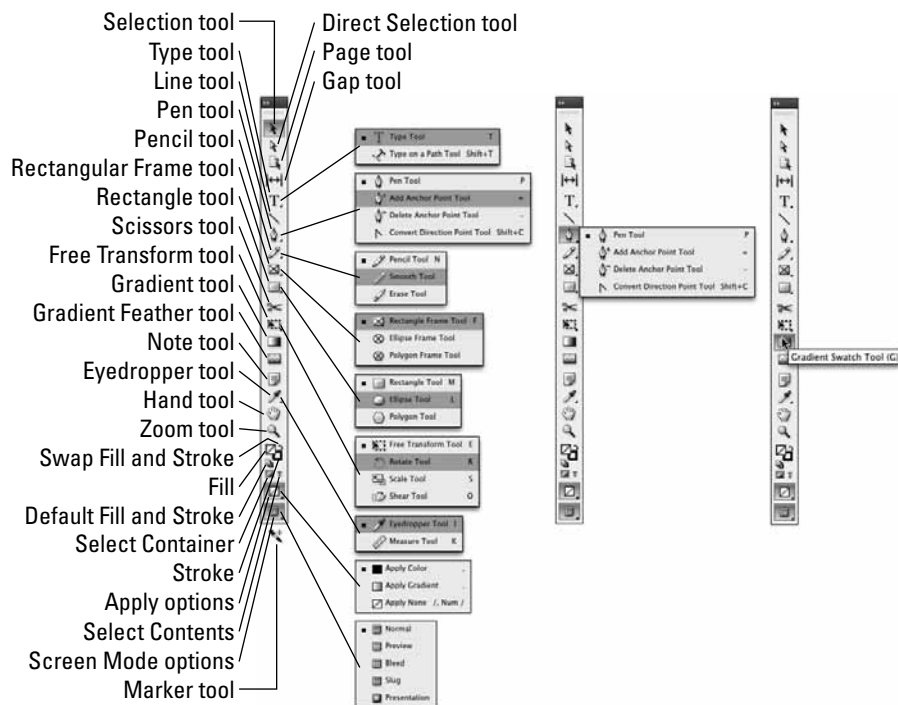 Selection tool
Type tool
Line tool
Pen tool
Pencil tool
Rectangular Frame tool
Rectangle tool
Scissors tool
Free Transform tool
Gradient tool
Gradient Feather tool
Note tool
Eyedropper tool
Hand tool
Zoom tool
Swap Fill and Stroke
Fill
Default Fill and Stroke
Select Container
Stroke
Apply options
Select Contents
Screen Mode options
Marker tool
Direct Selection tool
Page tool
Gap tool
Type Tool T
Type on a Path Tool Shift+T
Pen Tool P
Add Anchor Point Tool =
Delete Anchor Point Tool -
Convert Direction Point Tool Shift+C
Pencil Tool N
Smooth Tool
Erase Tool
Rectangle Frame Tool F
Ellipse Frame Tool
Polygon Frame Tool
Rectangle Tool M
Ellipse Tool L
Polygon Tool
Free Transform Tool E
Rotate Tool R
Scale Tool S
Shear Tool O
Eyedropper Tool I
Measure Tool K
Apply Color ,
Apply Gradient .
Apply None /, Num /
Normal
Preview
Bleed
Slug
Presentation
Pen Tool P
Add Anchor Point Tool =
Delete Anchor Point Tool -
Convert Direction Point Tool Shift+C
Gradient Swatch Tool (G)